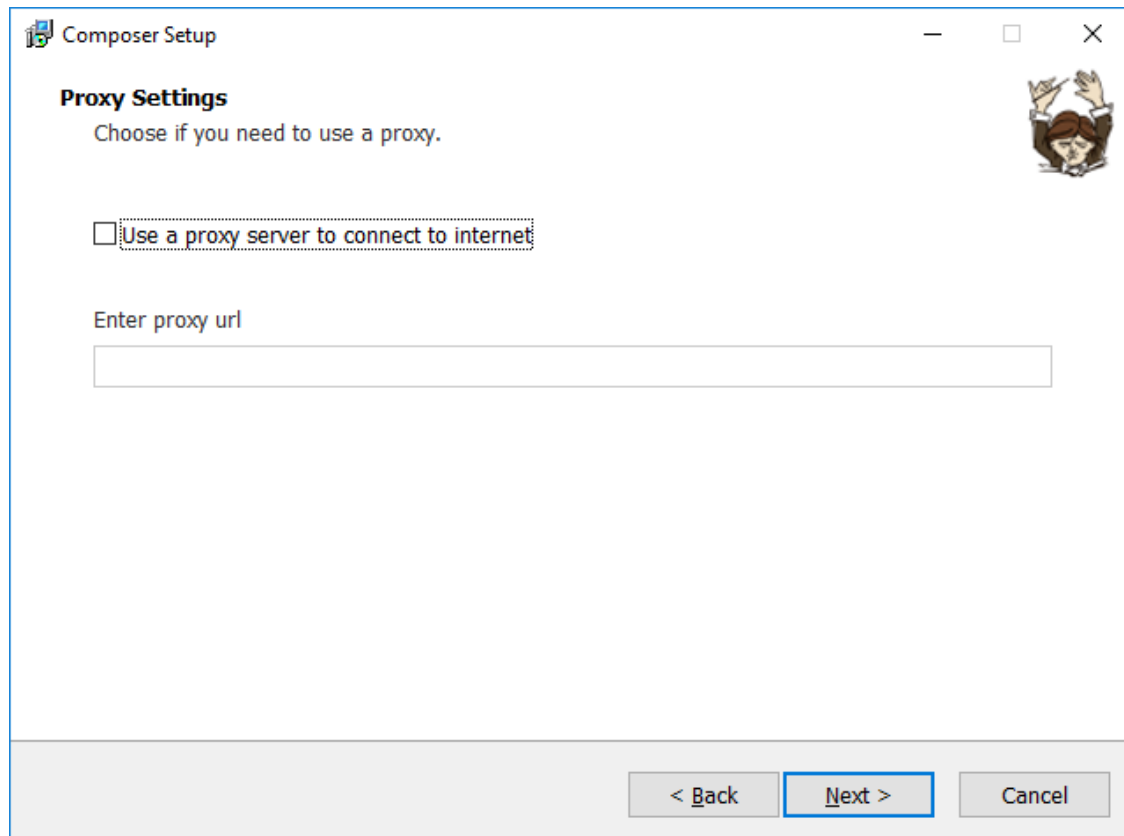 Composer Setup
Proxy Settings
Choose if you need to use a proxy.
Use a proxy server to connect to internet
Enter proxy url
< Back
Next >
Cancel